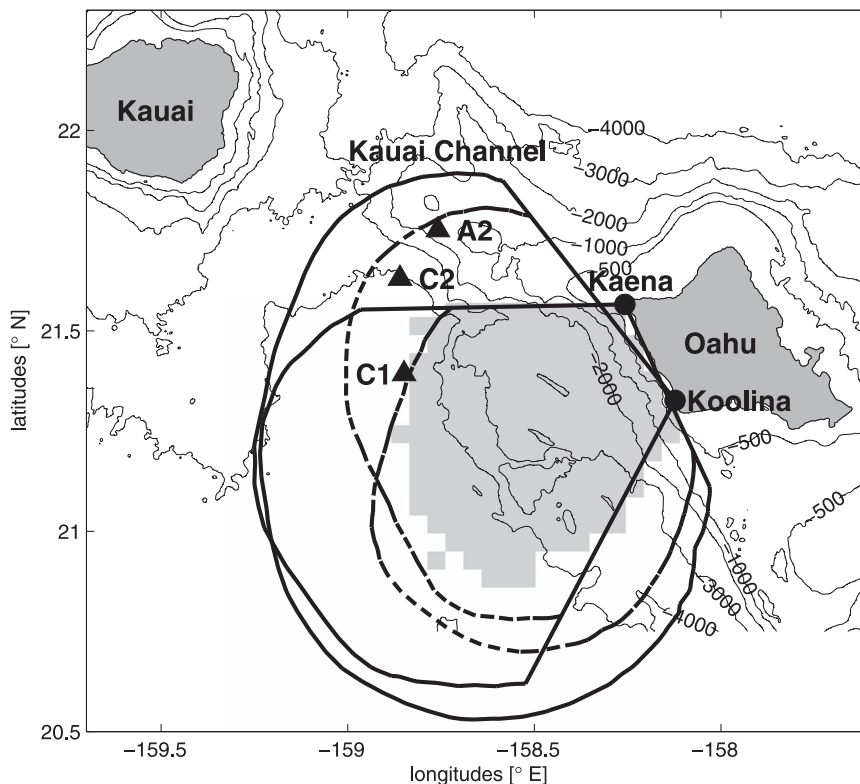 Kauai
Kauai Channel
−4000
−3000
−2000
−1000
−500
A2
C2
Kaena
C1
−2000
Oahu
Koolina
−500
−500
−1000
−3000
−4000
22
21.5
21
20.5
latitudes [° N]
−159.5
−159
−158.5
−158
longitudes [° E]